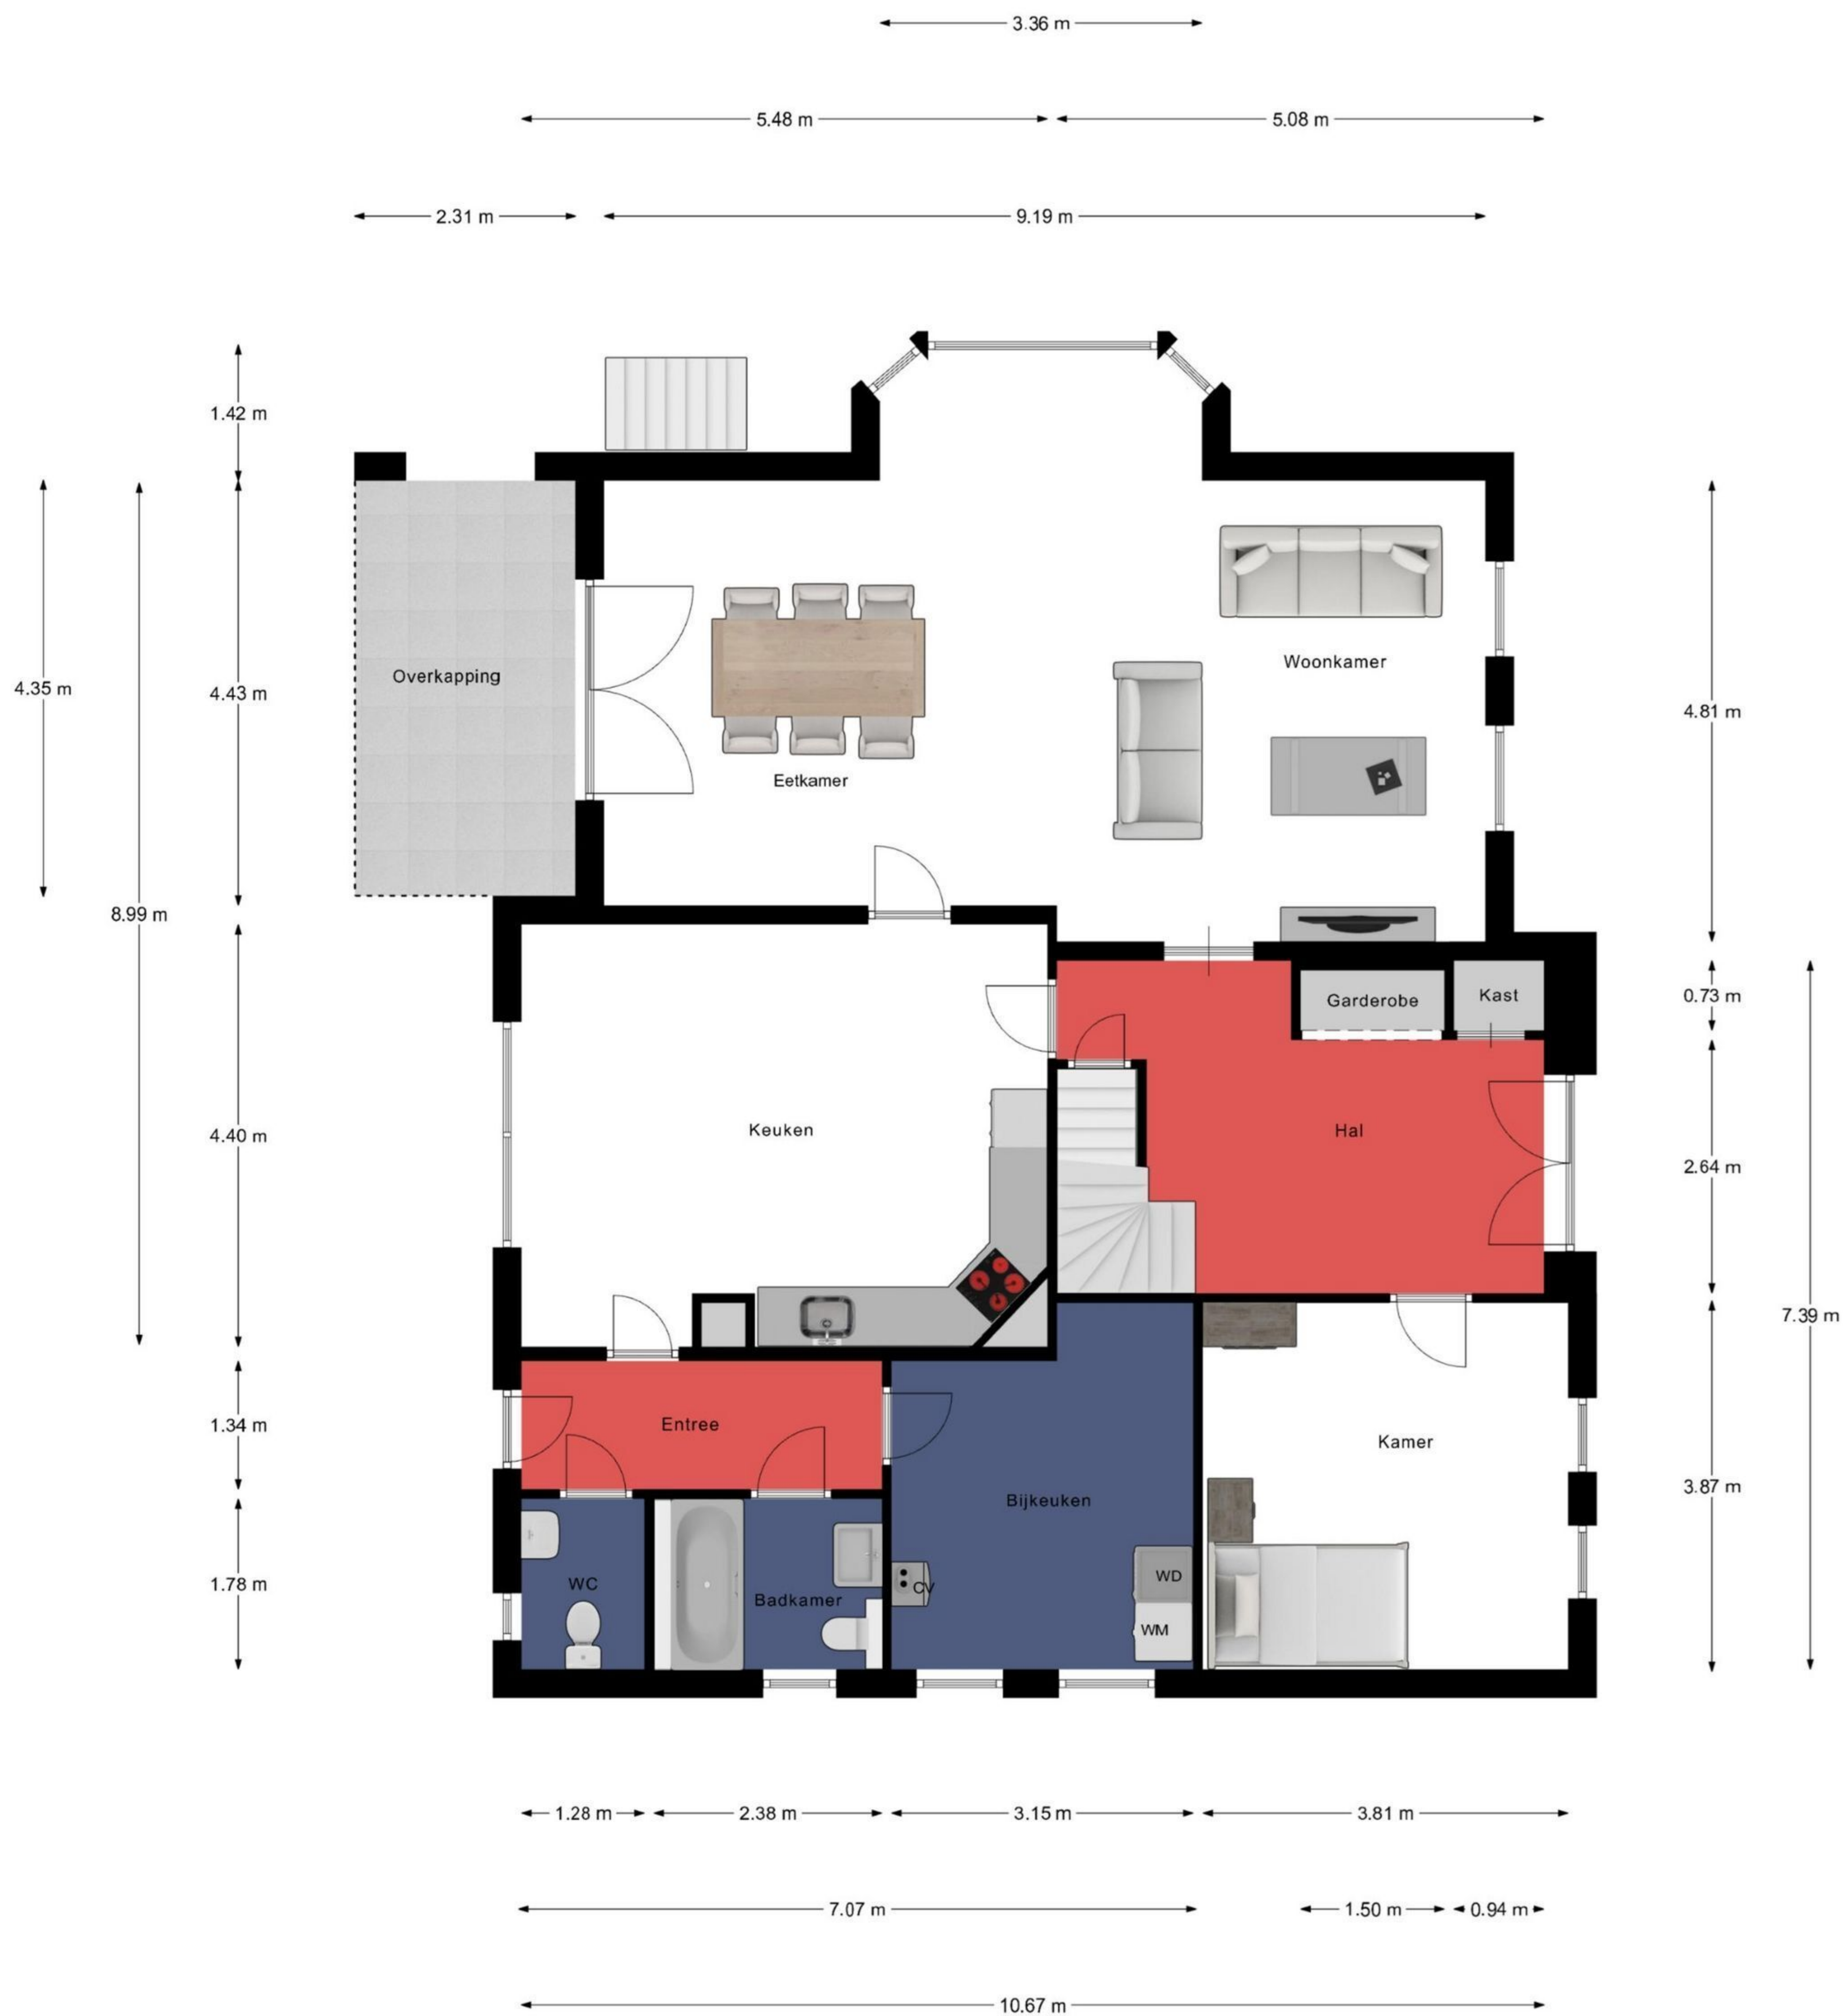 3.36 m
5.48 m
5.08 m
2.31 m
9.19 m
1.42 m
Overkapping
Woonkamer
4.35 m
4.43 m
4.81 m
Eetkamer
8.99 m
Garderobe
Kast
0.73 m
Keuken
Hal
4.40 m
2.64 m
7.39 m
Entree
Kamer
1.34 m
Bijkeuken
3.87 m
WC
CV
WD
1.78 m
Badkamer
WM
1.28 m
2.38 m
3.15 m
3.81 m
7.07 m
1.50 m
0.94 m
10.67 m